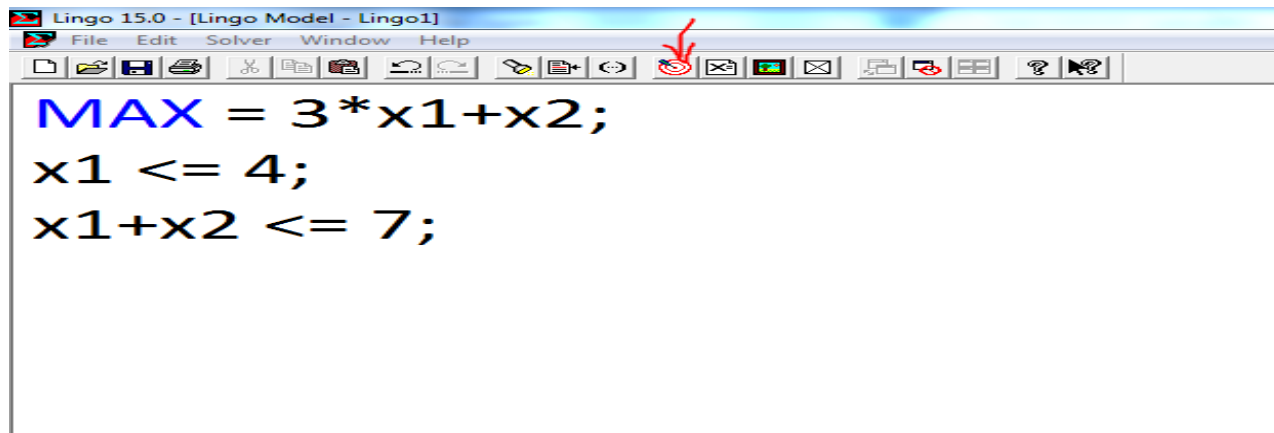 Lingo 15.0 - [Lingo Model - Lingo1]
File Edit Solver Window Help
MAX = 3*x1+x2;
x1 <= 4;
x1+x2 <= 7;